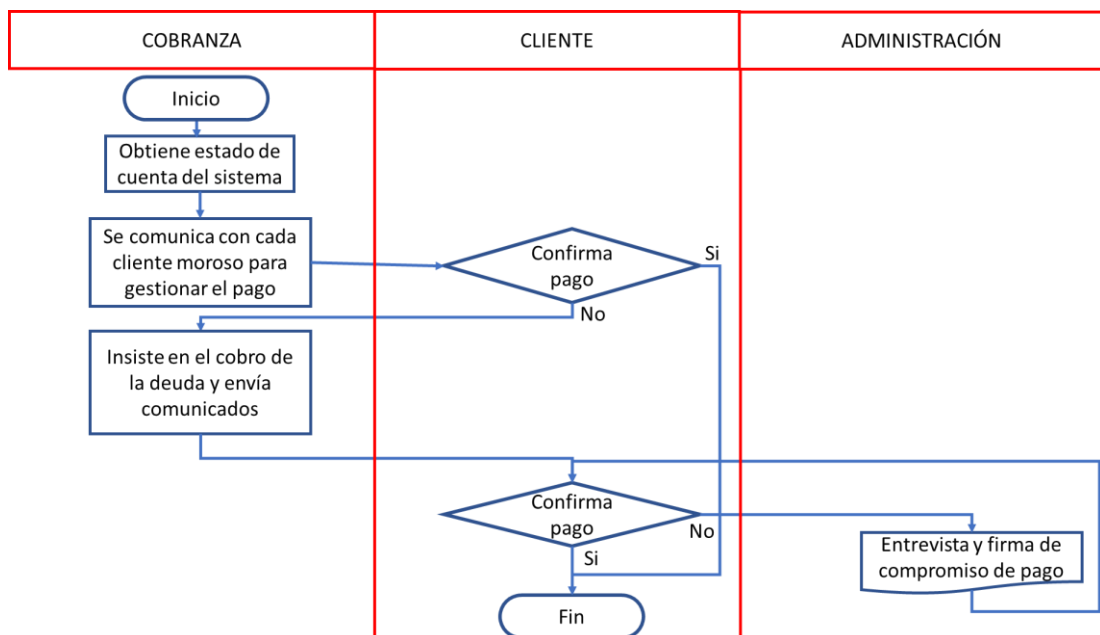 COBRANZA
CLIENTE
ADMINISTRACIÓN
Inicio
Obtiene estado de
cuenta del sistema
Se comunica con cada
cliente moroso para
gestionar el pago
Confirma
pago
Si
No
Insiste en el cobro de
la deuda y envía
comunicados
Confirma
pago
No
Si
Entrevista y firma de
compromiso de pago
Fin